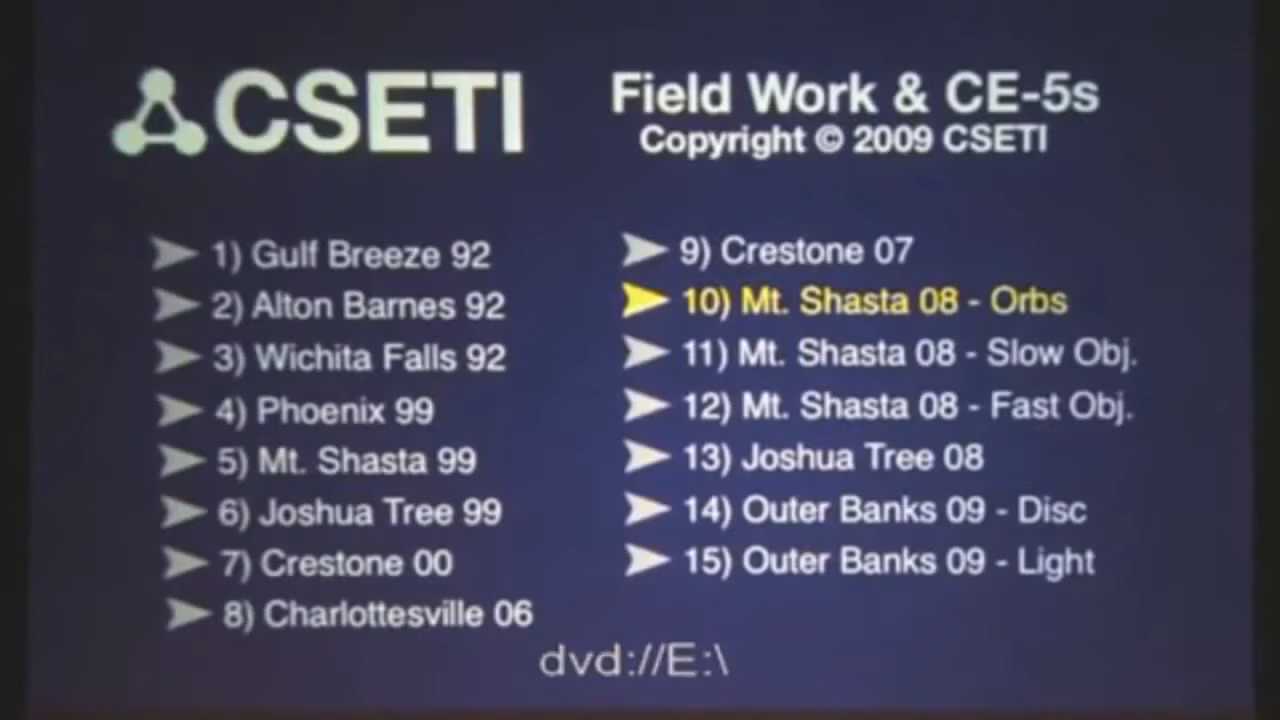 CSETI
Field Work & CE-5s
Copyright © 2009 CSETI
1) Gulf Breeze 92
2) Alton Barnes 92
3) Wichita Falls 92
4) Phoenix 99
5) Mt. Shasta 99
6) Joshua Tree 99
7) Crestone 00
8) Charlottesville 06
9) Crestone 07
10) Mt. Shasta 08 - Orbs
11) Mt. Shasta 08 - Slow Obj.
12) Mt. Shasta 08 - Fast Obj.
13) Joshua Tree 08
14) Outer Banks 09 - Disc
15) Outer Banks 09 - Light
dvd://E:\